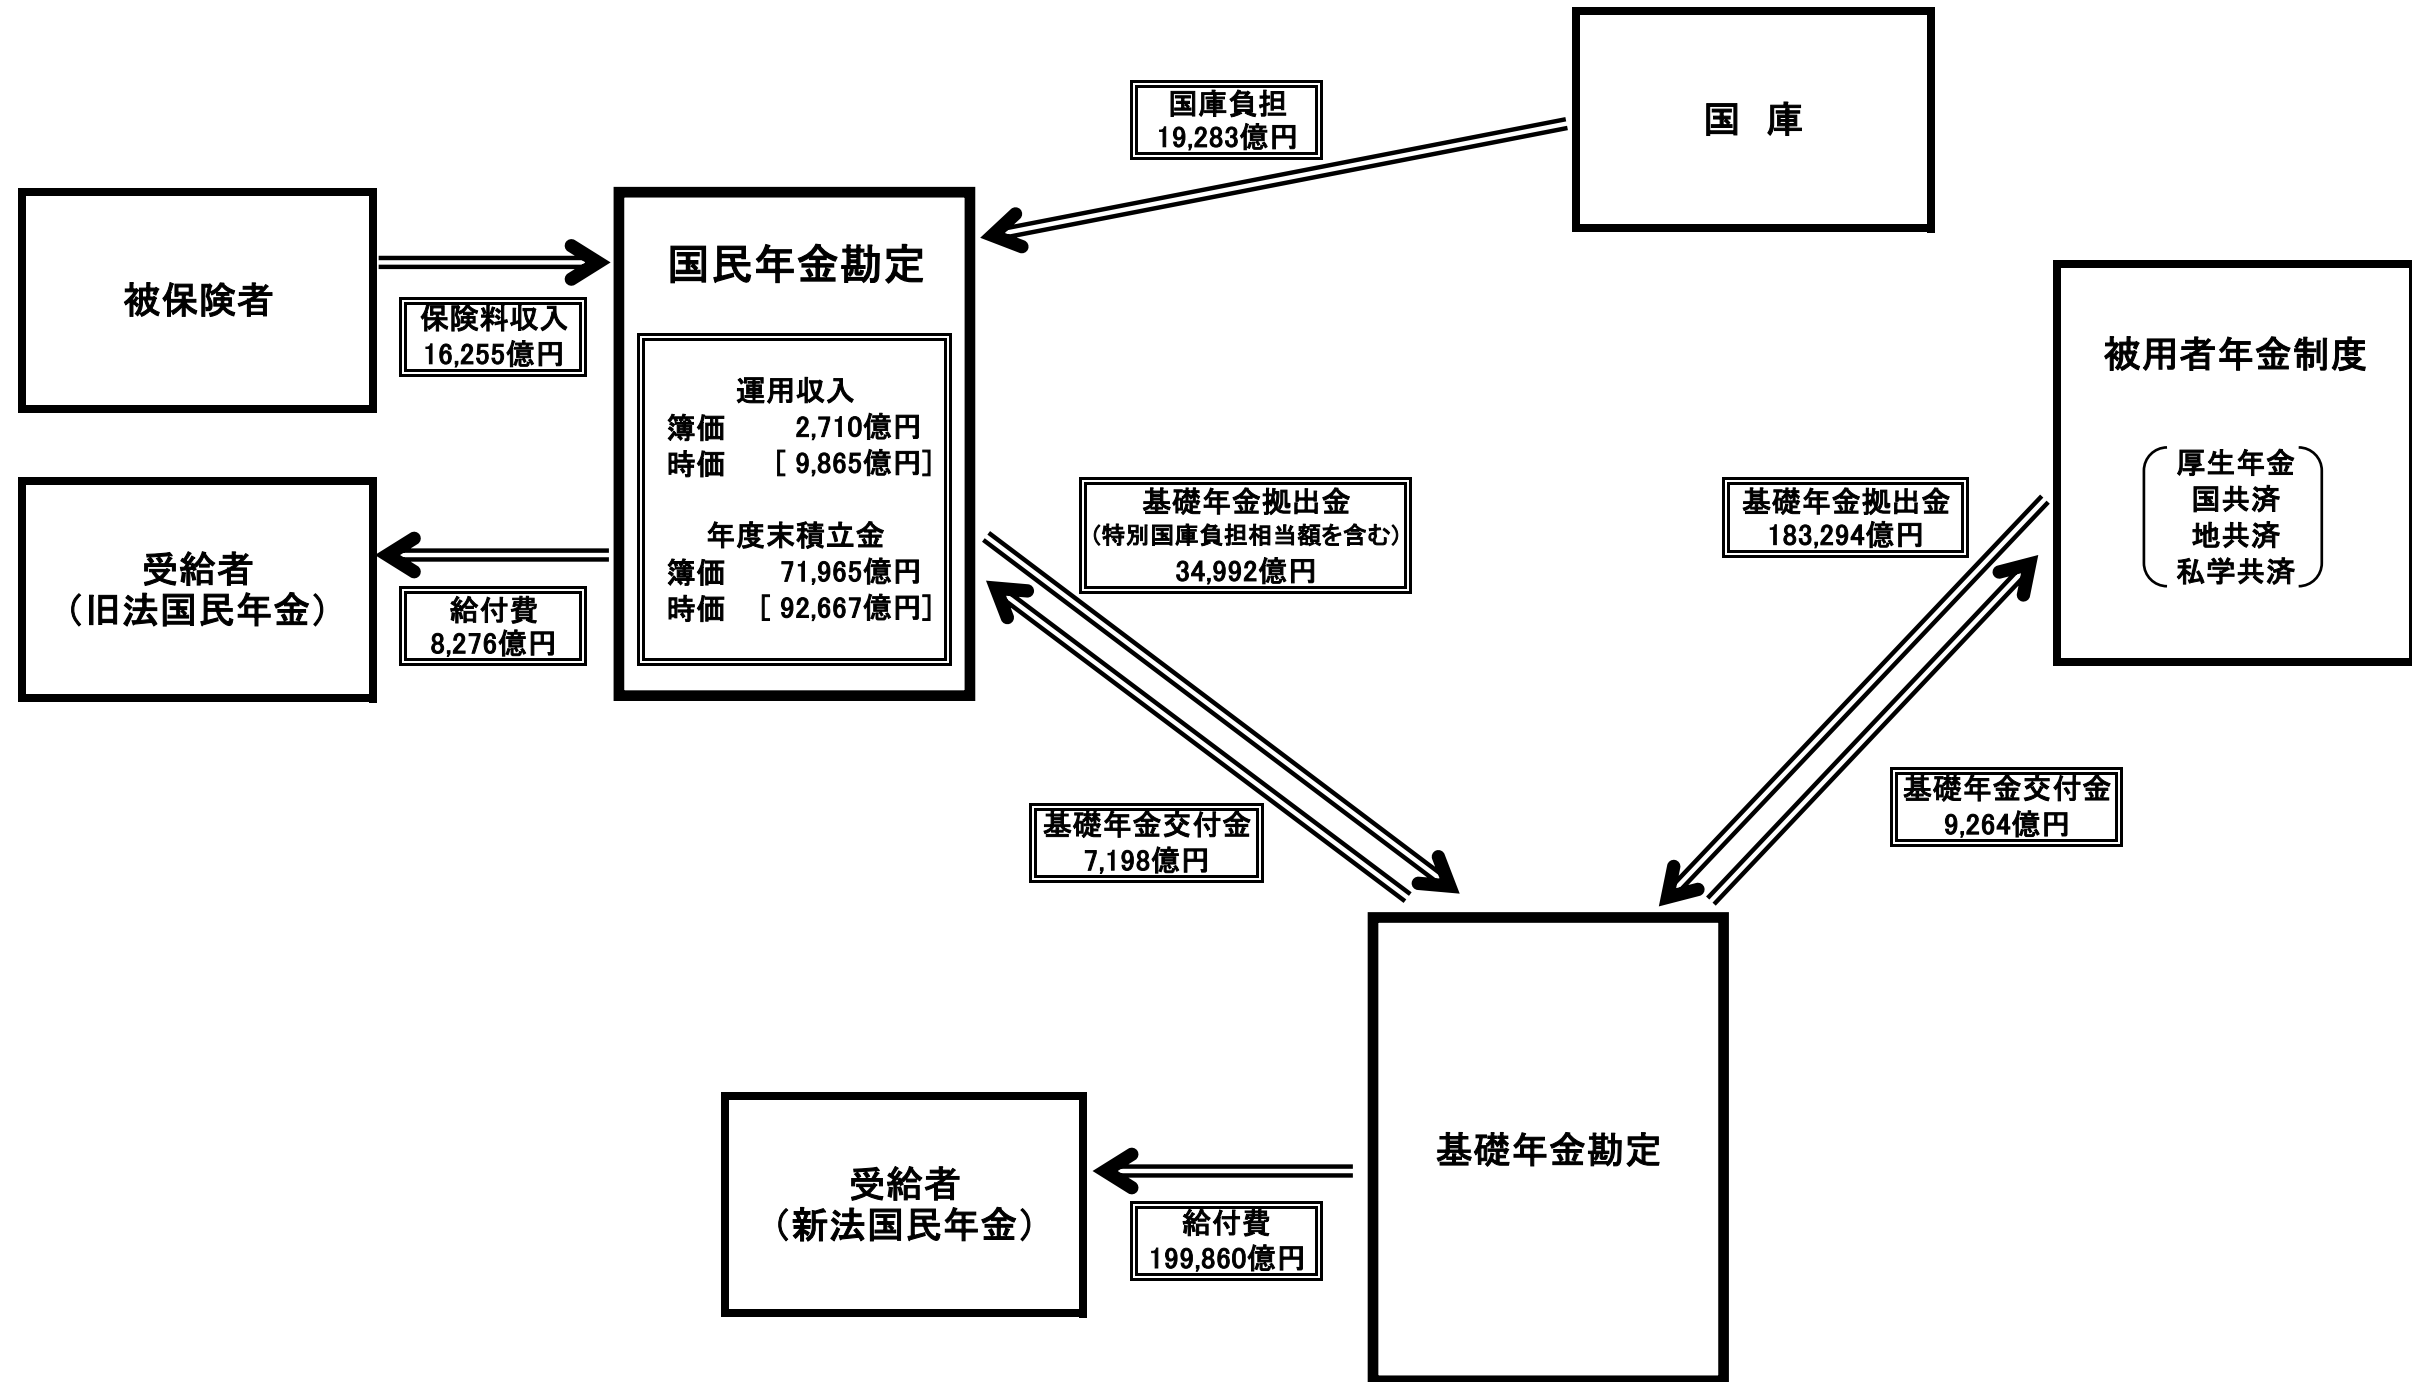 国　庫
国庫負担
19,283億円
被保険者
保険料収入
16,255億円
国民年金勘定
運用収入
簿価　　2,710億円
時価　[ 9,865億円]
年度末積立金
簿価　　71,965億円
時価　[ 92,667億円]
受給者
（旧法国民年金）
給付費
8,276億円
基礎年金拠出金
（特別国庫負担相当額を含む）
34,992億円
基礎年金交付金
7,198億円
被用者年金制度
厚生年金
国共済
地共済
私学共済
基礎年金拠出金
183,294億円
基礎年金交付金
9,264億円
基礎年金勘定
受給者
（新法国民年金）
給付費
199,860億円